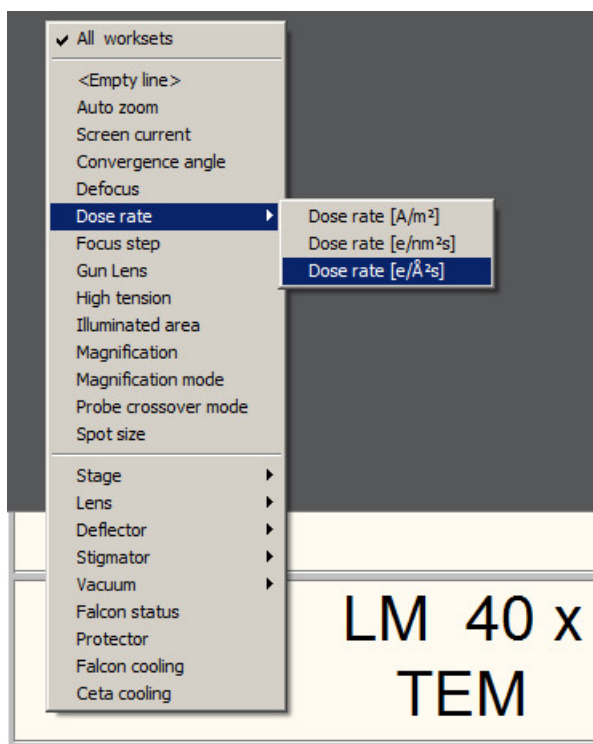 All worksets
<Empty line>
Auto zoom
Screen current
Convergence angle
Defocus
Dose rate
Dose rate [A/m²]
Dose rate [e/nm²s]
Dose rate [e/Å²s]
Focus step
Gun Lens
High tension
Illuminated area
Magnification
Magnification mode
Probe crossover mode
Spot size
Stage
Lens
Deflector
Stigmator
Vacuum
Falcon status
Protector
Falcon cooling
Ceta cooling
LM 40 x
TEM